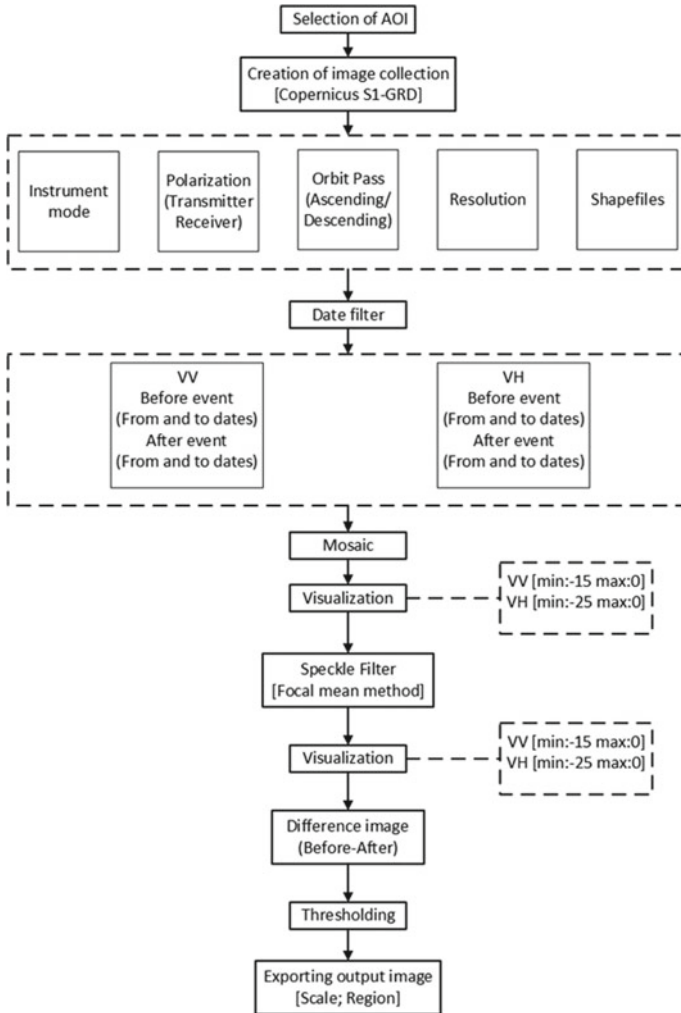 Selection of AOI
Creation of image collection
[Copernicus S1-GRD]
Instrument
mode
Polarization
(Transmitter
Receiver)
Orbit Pass
(Ascending/
Descending)
Resolution
Shapefiles
Date filter
VV
Before event
(From and to dates)
After event
(From and to dates)
VH
Before event
(From and to dates)
After event
(From and to dates)
Mosaic
Visualization
VV [min:-15 max:0]
VH [min:-25 max:0]
Speckle Filter
[Focal mean method]
Visualization
VV [min:-15 max:0]
VH [min:-25 max:0]
Difference image
(Before-After)
Thresholding
Exporting output image
[Scale; Region]